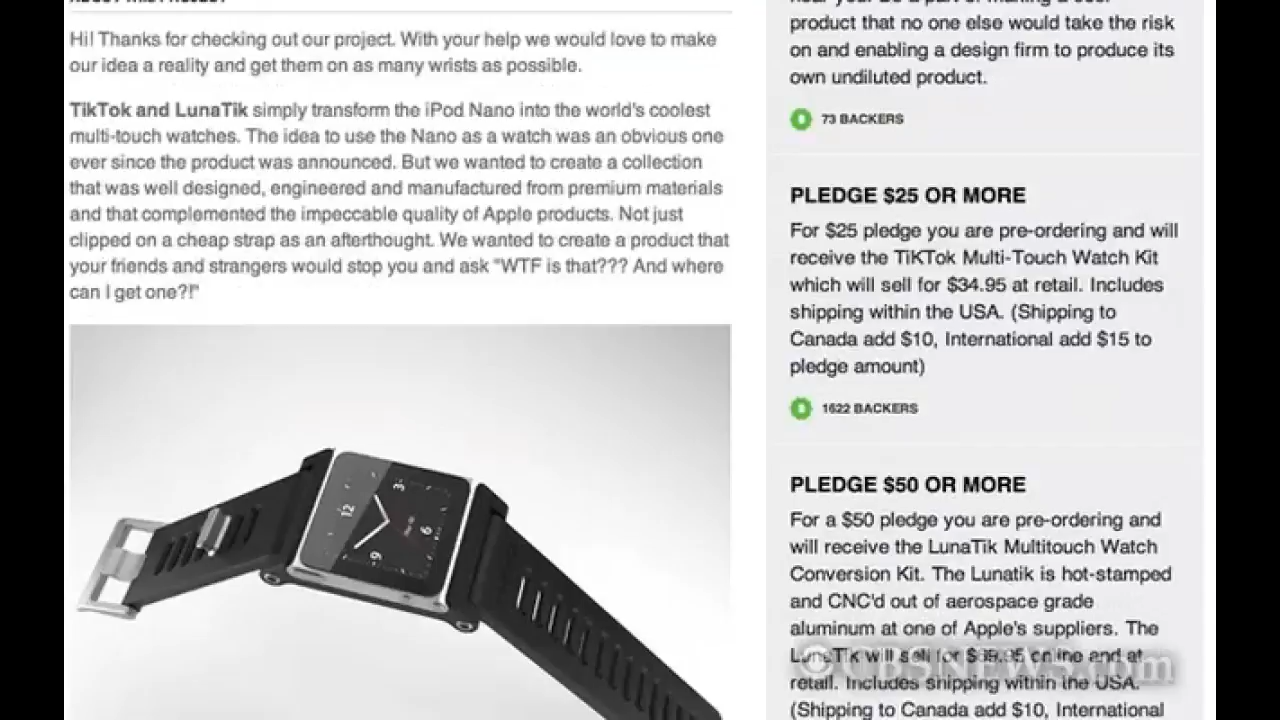 Hi! Thanks for checking out our project. With your help we would love to make
our idea a reality and get them on as many wrists as possible.
TikTok and LunaTik simply transform the iPod Nano into the world's coolest
multi-touch watches. The idea to use the Nano as a watch was an obvious one
ever since the product was announced. But we wanted to create a collection
that was well designed, engineered and manufactured from premium materials
and that complemented the impeccable quality of Apple products. Not just
clipped on a cheap strap as an afterthought. We wanted to create a product that
your friends and strangers would stop you and ask "WTF is that??? And where
can I get one?!"
12
3
6
9
product that no one else would take the risk
on and enabling a design firm to produce its
own undiluted product.
73 BACKERS
PLEDGE $25 OR MORE
For $25 pledge you are pre-ordering and will
receive the TiKTok Multi-Touch Watch Kit
which will sell for $34.95 at retail. Includes
shipping within the USA. (Shipping to
Canada add $10, International add $15 to
pledge amount)
1622 BACKERS
PLEDGE $50 OR MORE
For a $50 pledge you are pre-ordering and
will receive the LunaTik Multitouch Watch
Conversion Kit. The Lunatik is hot-stamped
and CNC'd out of aerospace grade
aluminum at one of Apple's suppliers. The
LunaTik will sell for online and at
retail. Includes shipping within the USA.
(Shipping to Canada add $10, International
CBSNEWS.com